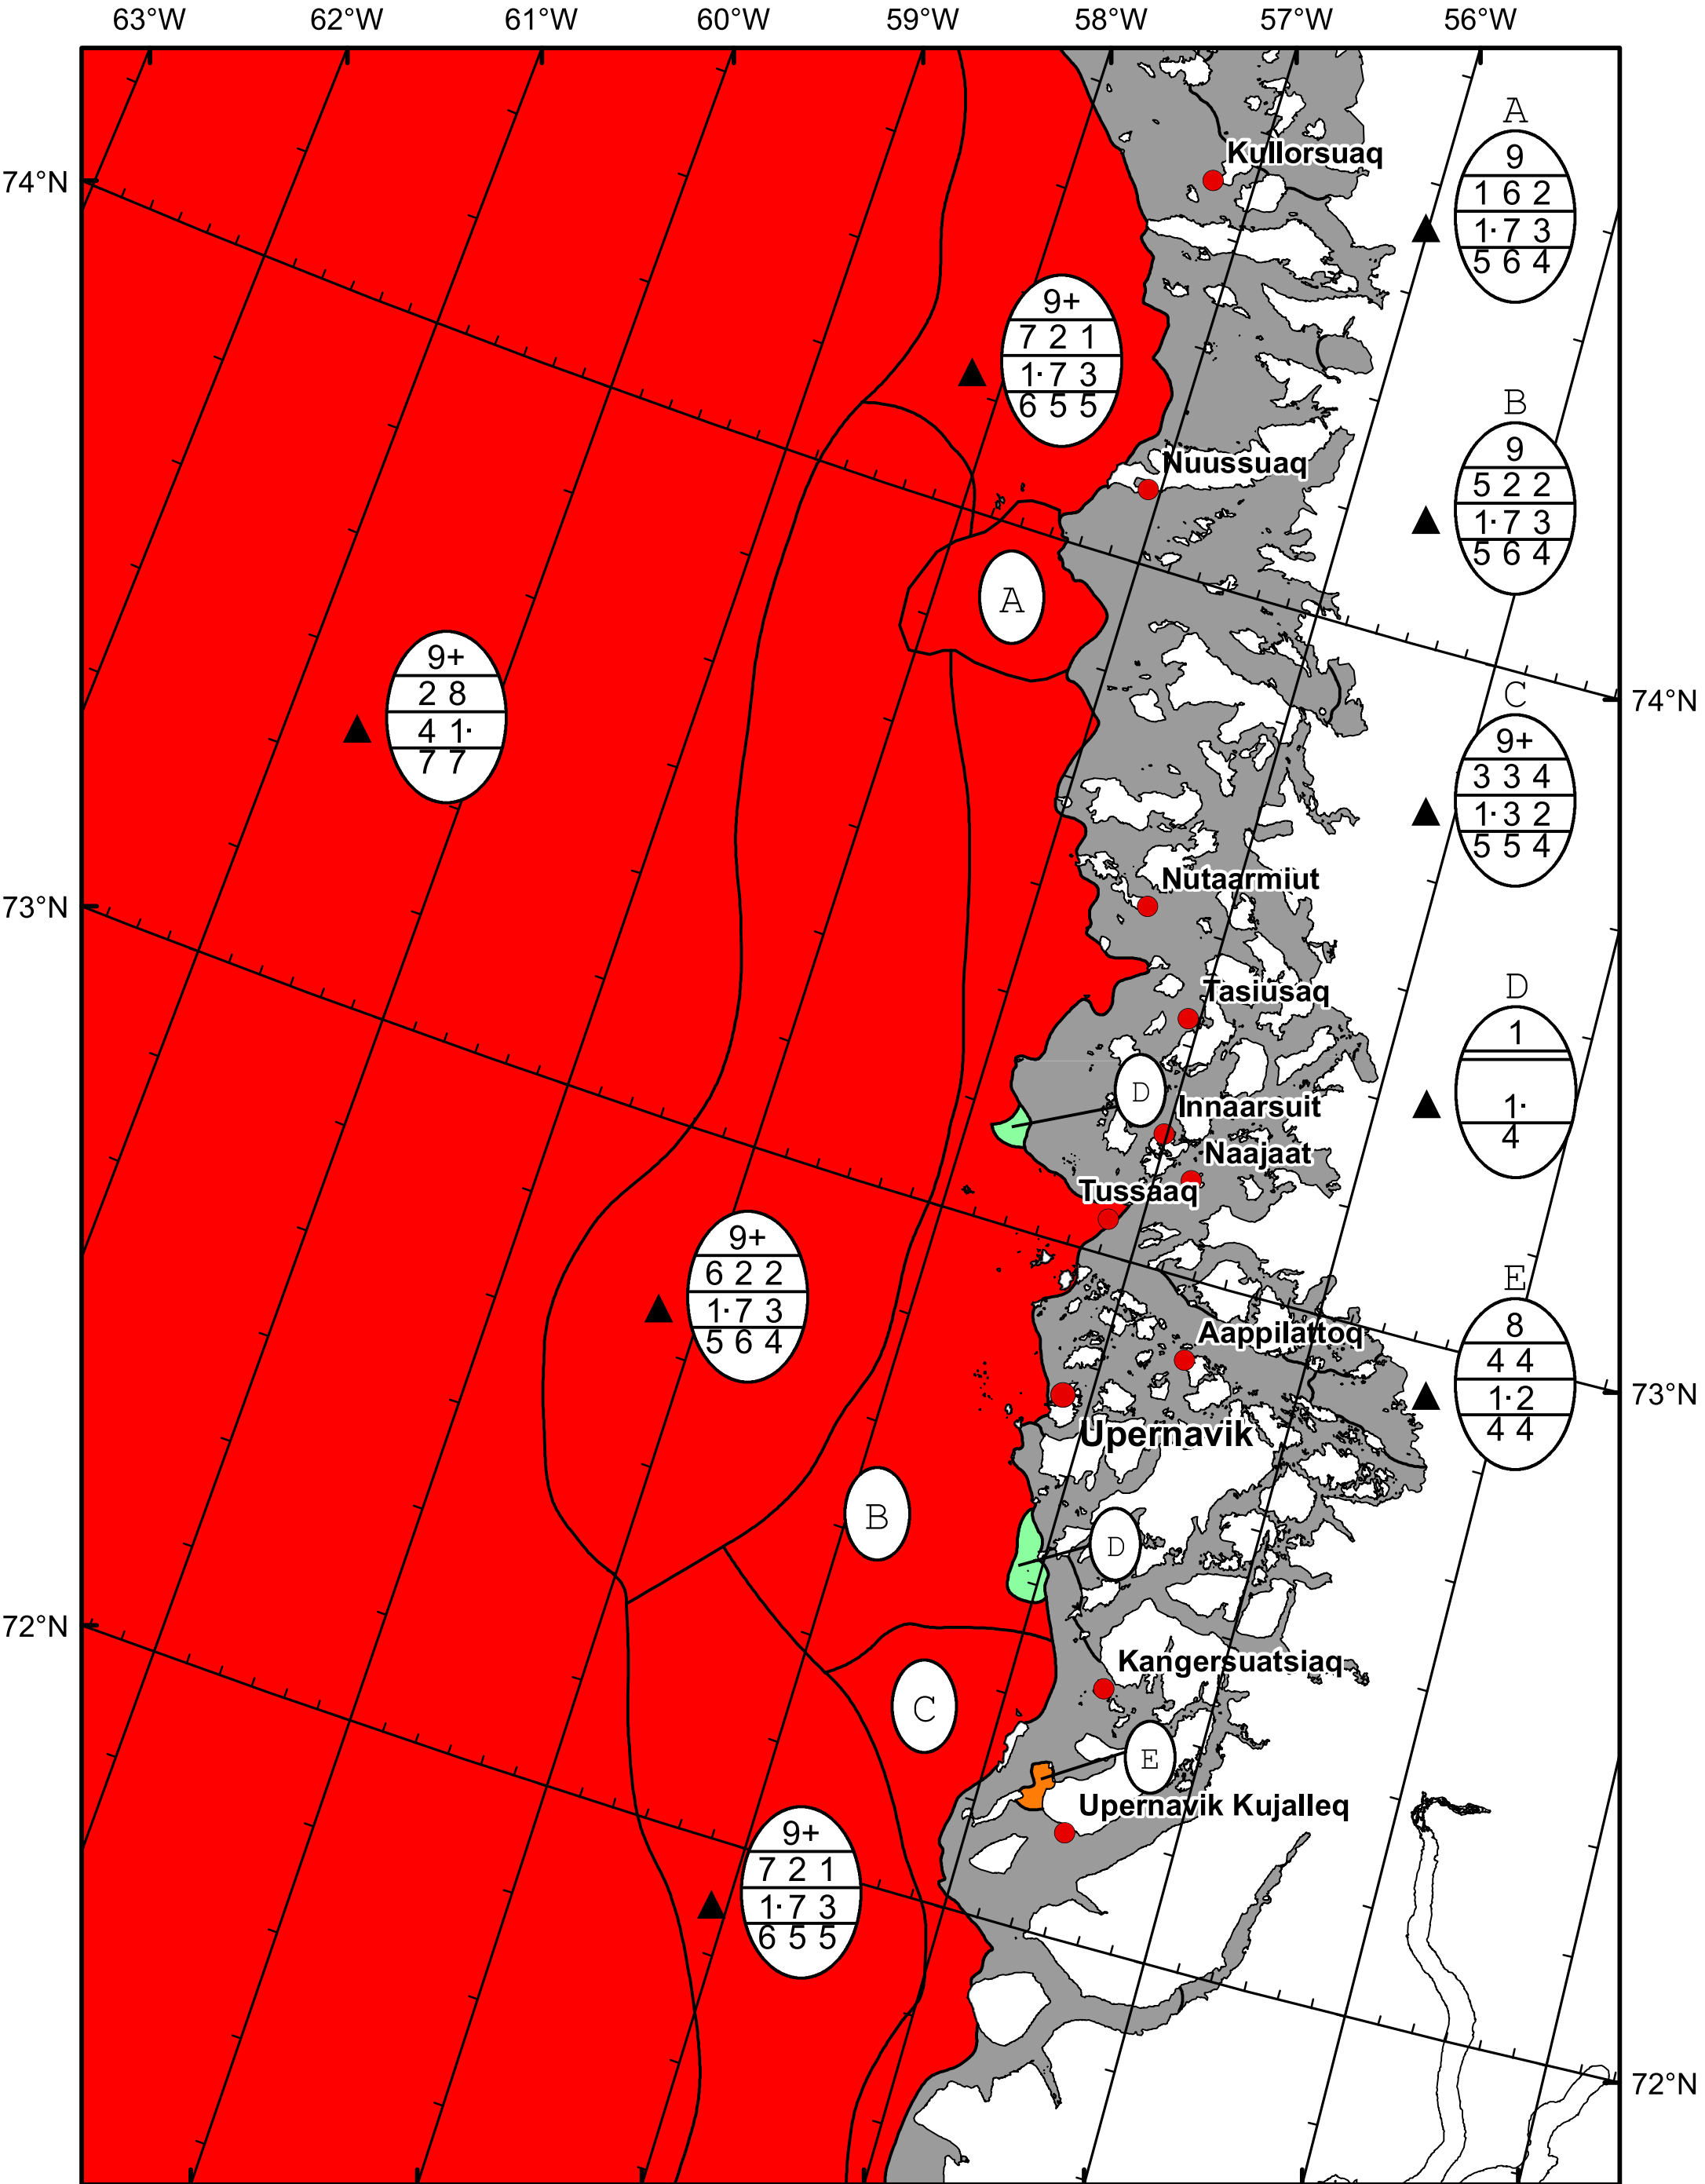 63°W 62°W 61°W 60°W 59°W 58°W 57°W 56°W
A
9
1 6 2
1· 7 3
5 6 4
Kullorsuaq
74°N
9+
7 2 1
1· 7 3
6 5 5
B
9
5 2 2
1· 7 3
5 6 4
Nuussuaq
A
9+
2 8
4 1·
7 7
74°N
C
9+
3 3 4
1· 3 2
5 5 4
Nutaarmiut
73°N
Tasiusaq
D
1
1·
4
D
Innaarsuit
Naajaat
Tussaaq
9+
6 2 2
1· 7 3
5 6 4
E
8
4 4
1· 2
4 4
Aappilattoq
73°N
Upernavik
B
D
72°N
Kangersuatsiaq
C
E
Upernavik Kujalleq
9+
7 2 1
1· 7 3
6 5 5
72°N